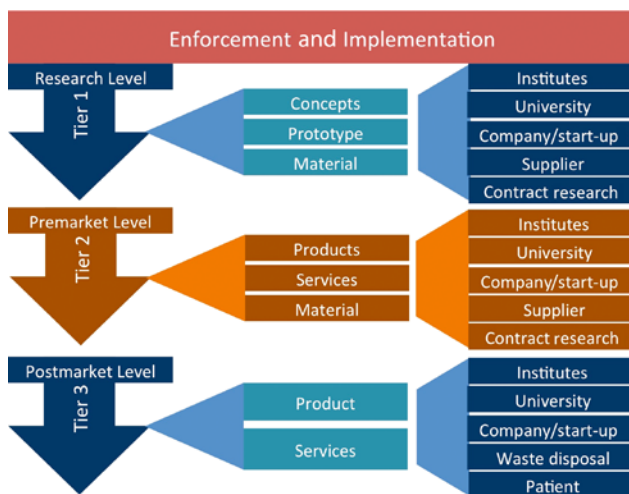 Enforcement and Implementation
Research Level
Tier 1
Concepts
Prototype
Material
Institutes
University
Company/start-up
Supplier
Contract research
Premarket Level
Tier 2
Products
Services
Material
Institutes
University
Company/start-up
Supplier
Contract research
Postmarket Level
Tier 3
Product
Services
Institutes
University
Company/start-up
Waste disposal
Patient